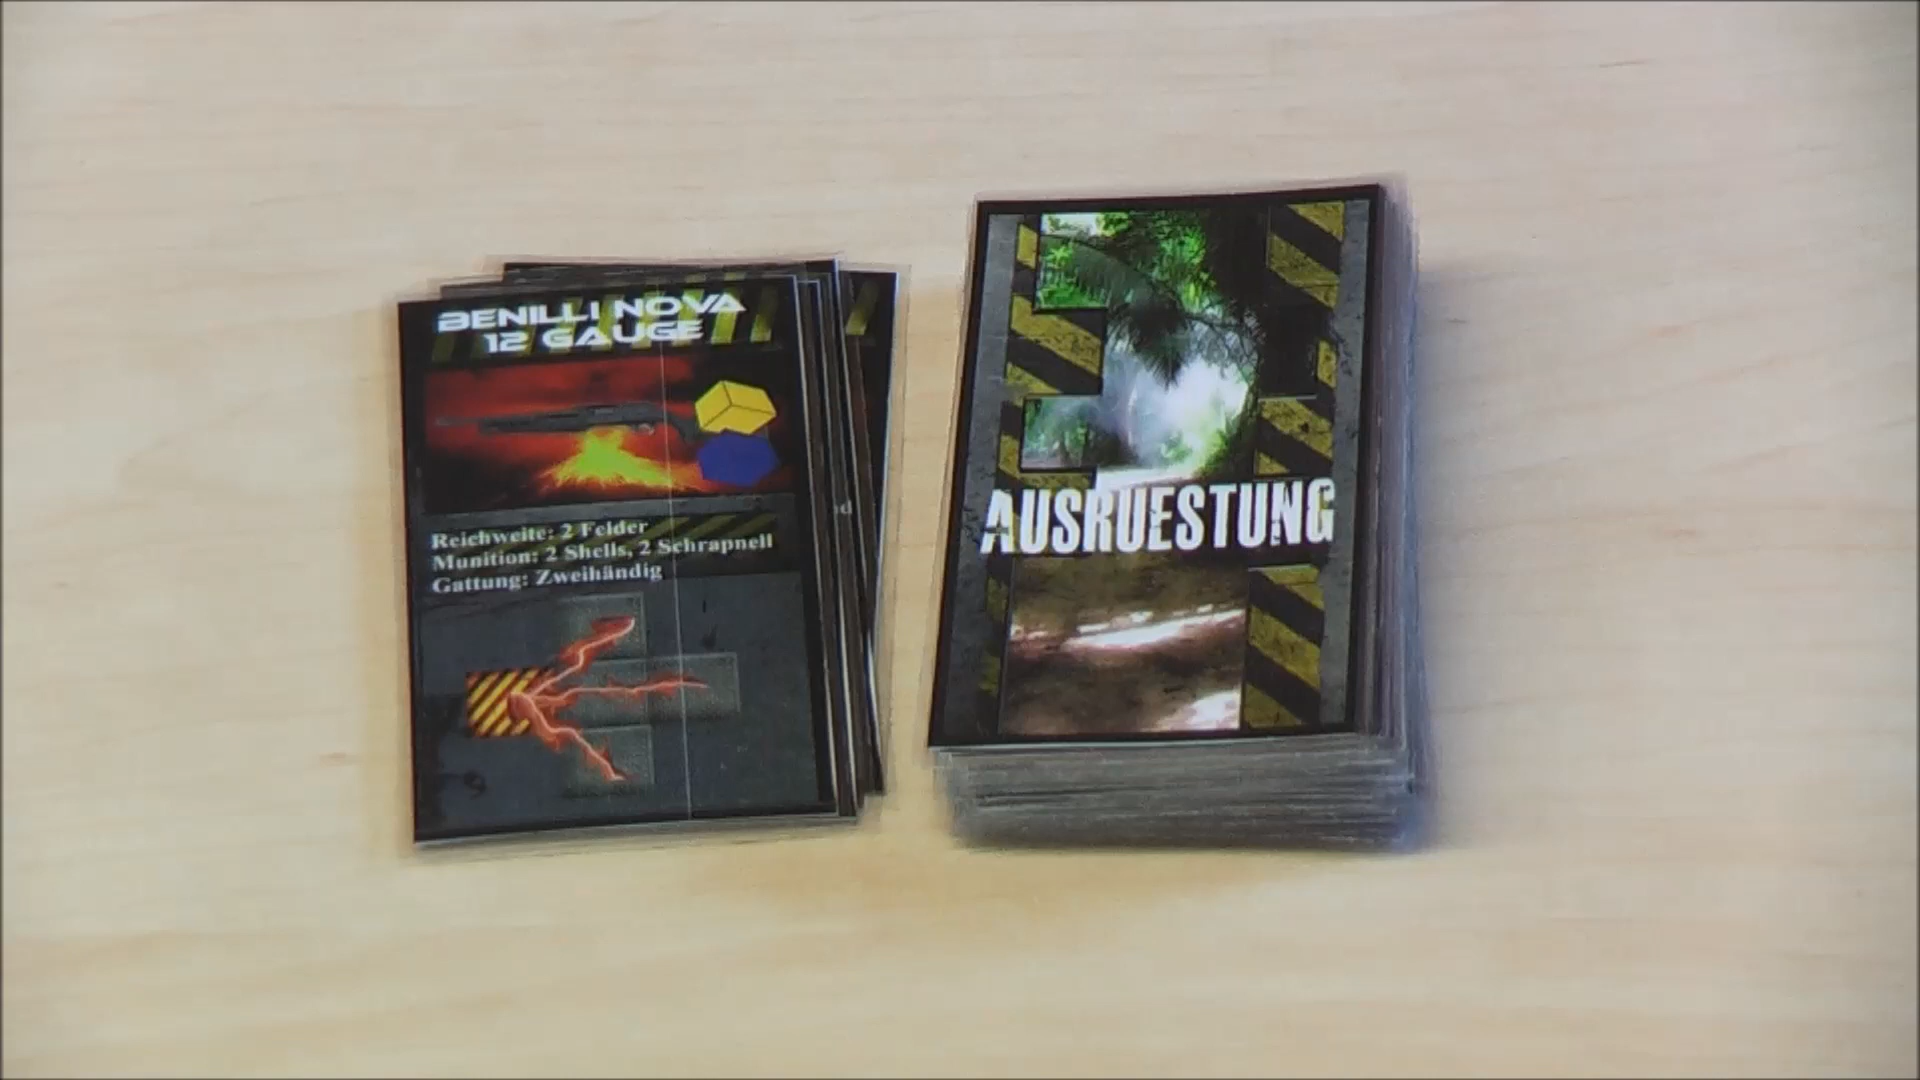 BENILLI NOVA
12 GAUGE
Reichweite: 2 Felder
Munition: 2 Shells, 2 Schrapnell
Gattung: Zweihändig
AUSRUESTUNG